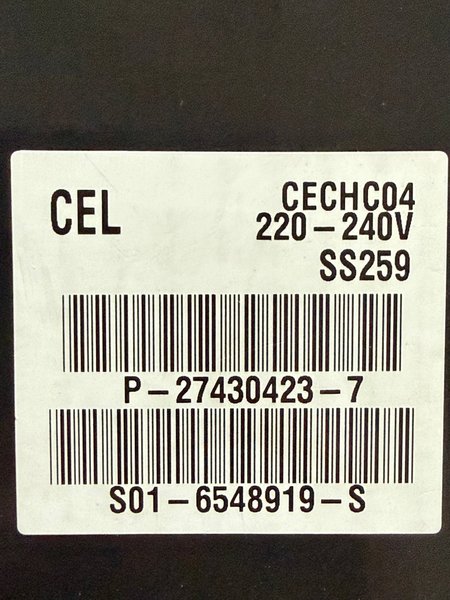 CEL
CECHC04
220-240V
SS259
P-27430423-7
S01-6548919-S